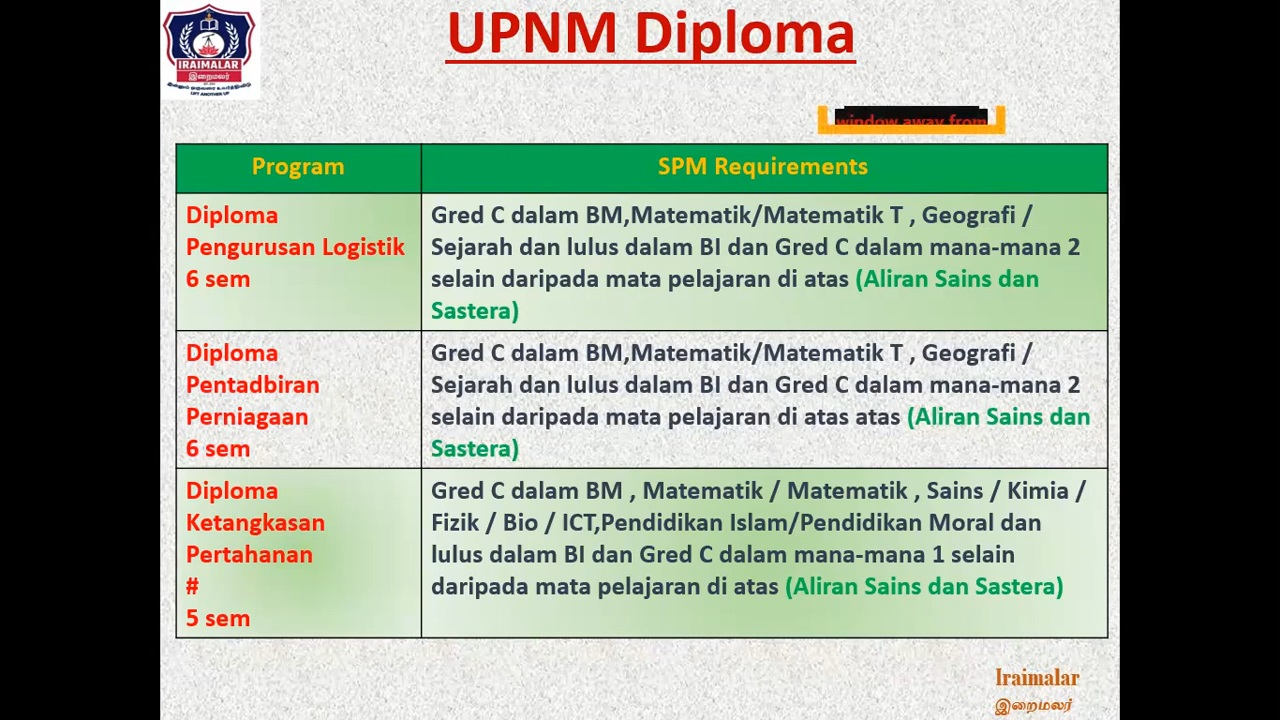 UPNM Diploma
IRAIMALAR
இறைமலர்
LIFT ANOTHER UP
window away from
Program
SPM Requirements
Diploma
Pengurusan Logistik
6 sem
Gred C dalam BM,Matematik/Matematik T , Geografi /
Sejarah dan lulus dalam BI dan Gred C dalam mana-mana 2
selain daripada mata pelajaran di atas (Aliran Sains dan
Sastera)
Diploma
Pentadbiran
Perniagaan
6 sem
Gred C dalam BM,Matematik/Matematik T , Geografi /
Sejarah dan lulus dalam BI dan Gred C dalam mana-mana 2
selain daripada mata pelajaran di atas atas (Aliran Sains dan
Sastera)
Diploma
Ketangkasan
Pertahanan
#
5 sem
Gred C dalam BM , Matematik / Matematik , Sains / Kimia /
Fizik / Bio / ICT,Pendidikan Islam/Pendidikan Moral dan
lulus dalam BI dan Gred C dalam mana-mana 1 selain
daripada mata pelajaran di atas (Aliran Sains dan Sastera)
Iraimalar
இறைமலர்